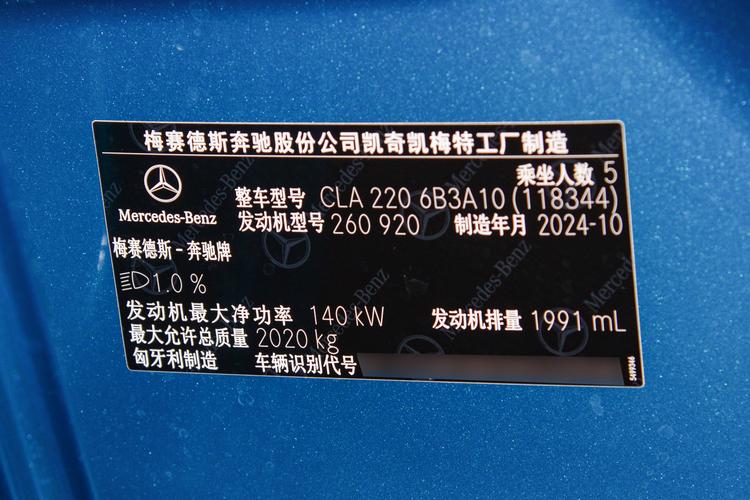 梅赛德斯奔驰股份公司凯奇凯梅特工厂制造
乘坐人数 5
Mercedes-Benz
整车型号 CLA 220 6B3A10 (118344)
发动机型号 260 920 制造年月 2024-10
梅赛德斯-奔驰牌
1.0 %
发动机最大净功率 140 kW 发动机排量 1991 mL
最大允许总质量 2020 kg
匈牙利制造 车辆识别代号